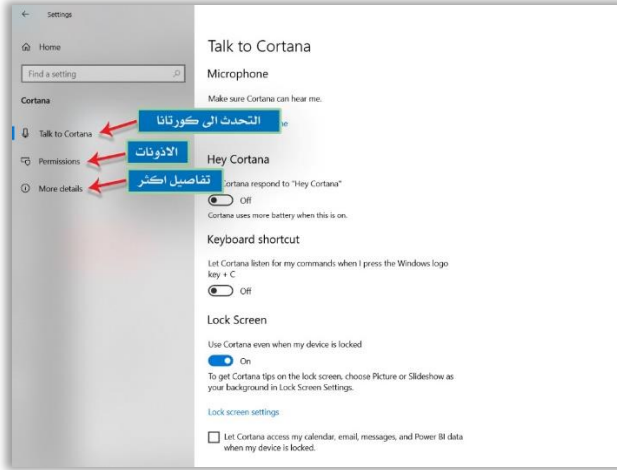 Settings
Home
Find a setting
Cortana
Talk to Cortana
التحدث الى كورتانا
Permissions
الاذونات
More details
تفاصيل اكثر
Talk to Cortana
Microphone
Make sure Cortana can hear me.
Hey Cortana
Cortana respond to "Hey Cortana"
Off
Cortana uses more battery when this is on.
Keyboard shortcut
Let Cortana listen for my commands when I press the Windows logo
key + C
Off
Lock Screen
Use Cortana even when my device is locked
On
To get Cortana tips on the lock screen, choose Picture or Slideshow as
your background in Lock Screen Settings.
Lock screen settings
Let Cortana access my calendar, email, messages, and Power BI data
when my device is locked.